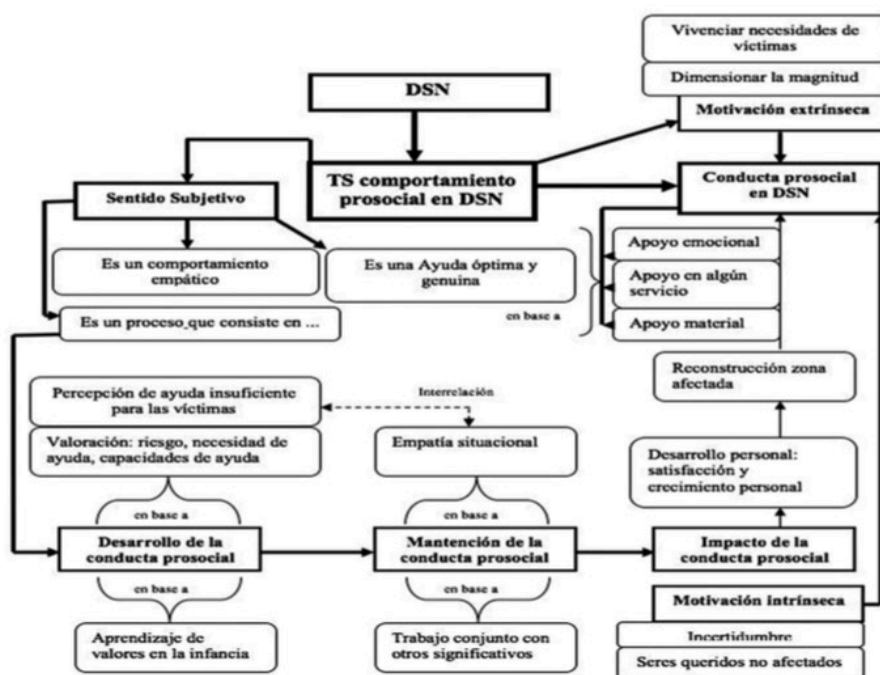 Vivenciar necesidades de
víctimas
Dimensionar la magnitud
Motivación extrínseca
DSN
TS comportamiento
prosocial en DSN
Conducta prosocial
en DSN
Sentido Subjetivo
Es un comportamiento
empático
Es una Ayuda óptima y
genuina
Es un proceso que consiste en ...
en base a
Apoyo emocional
Apoyo en algún
servicio
Apoyo material
Reconstrucción zona
afectada
Percepción de ayuda insuficiente
para las víctimas
Interrelación
Valoración: riesgo, necesidad de
ayuda, capacidades de ayuda
Empatía situacional
Desarrollo personal:
satisfacción y
crecimiento personal
en base a
en base a
Desarrollo de la
conducta prosocial
Mantención de la
conducta prosocial
Impacto de la
conducta prosocial
en base a
en base a
Aprendizaje de
valores en la infancia
Trabajo conjunto con
otros significativos
Motivación intrínseca
Incertidumbre
Seres queridos no afectados